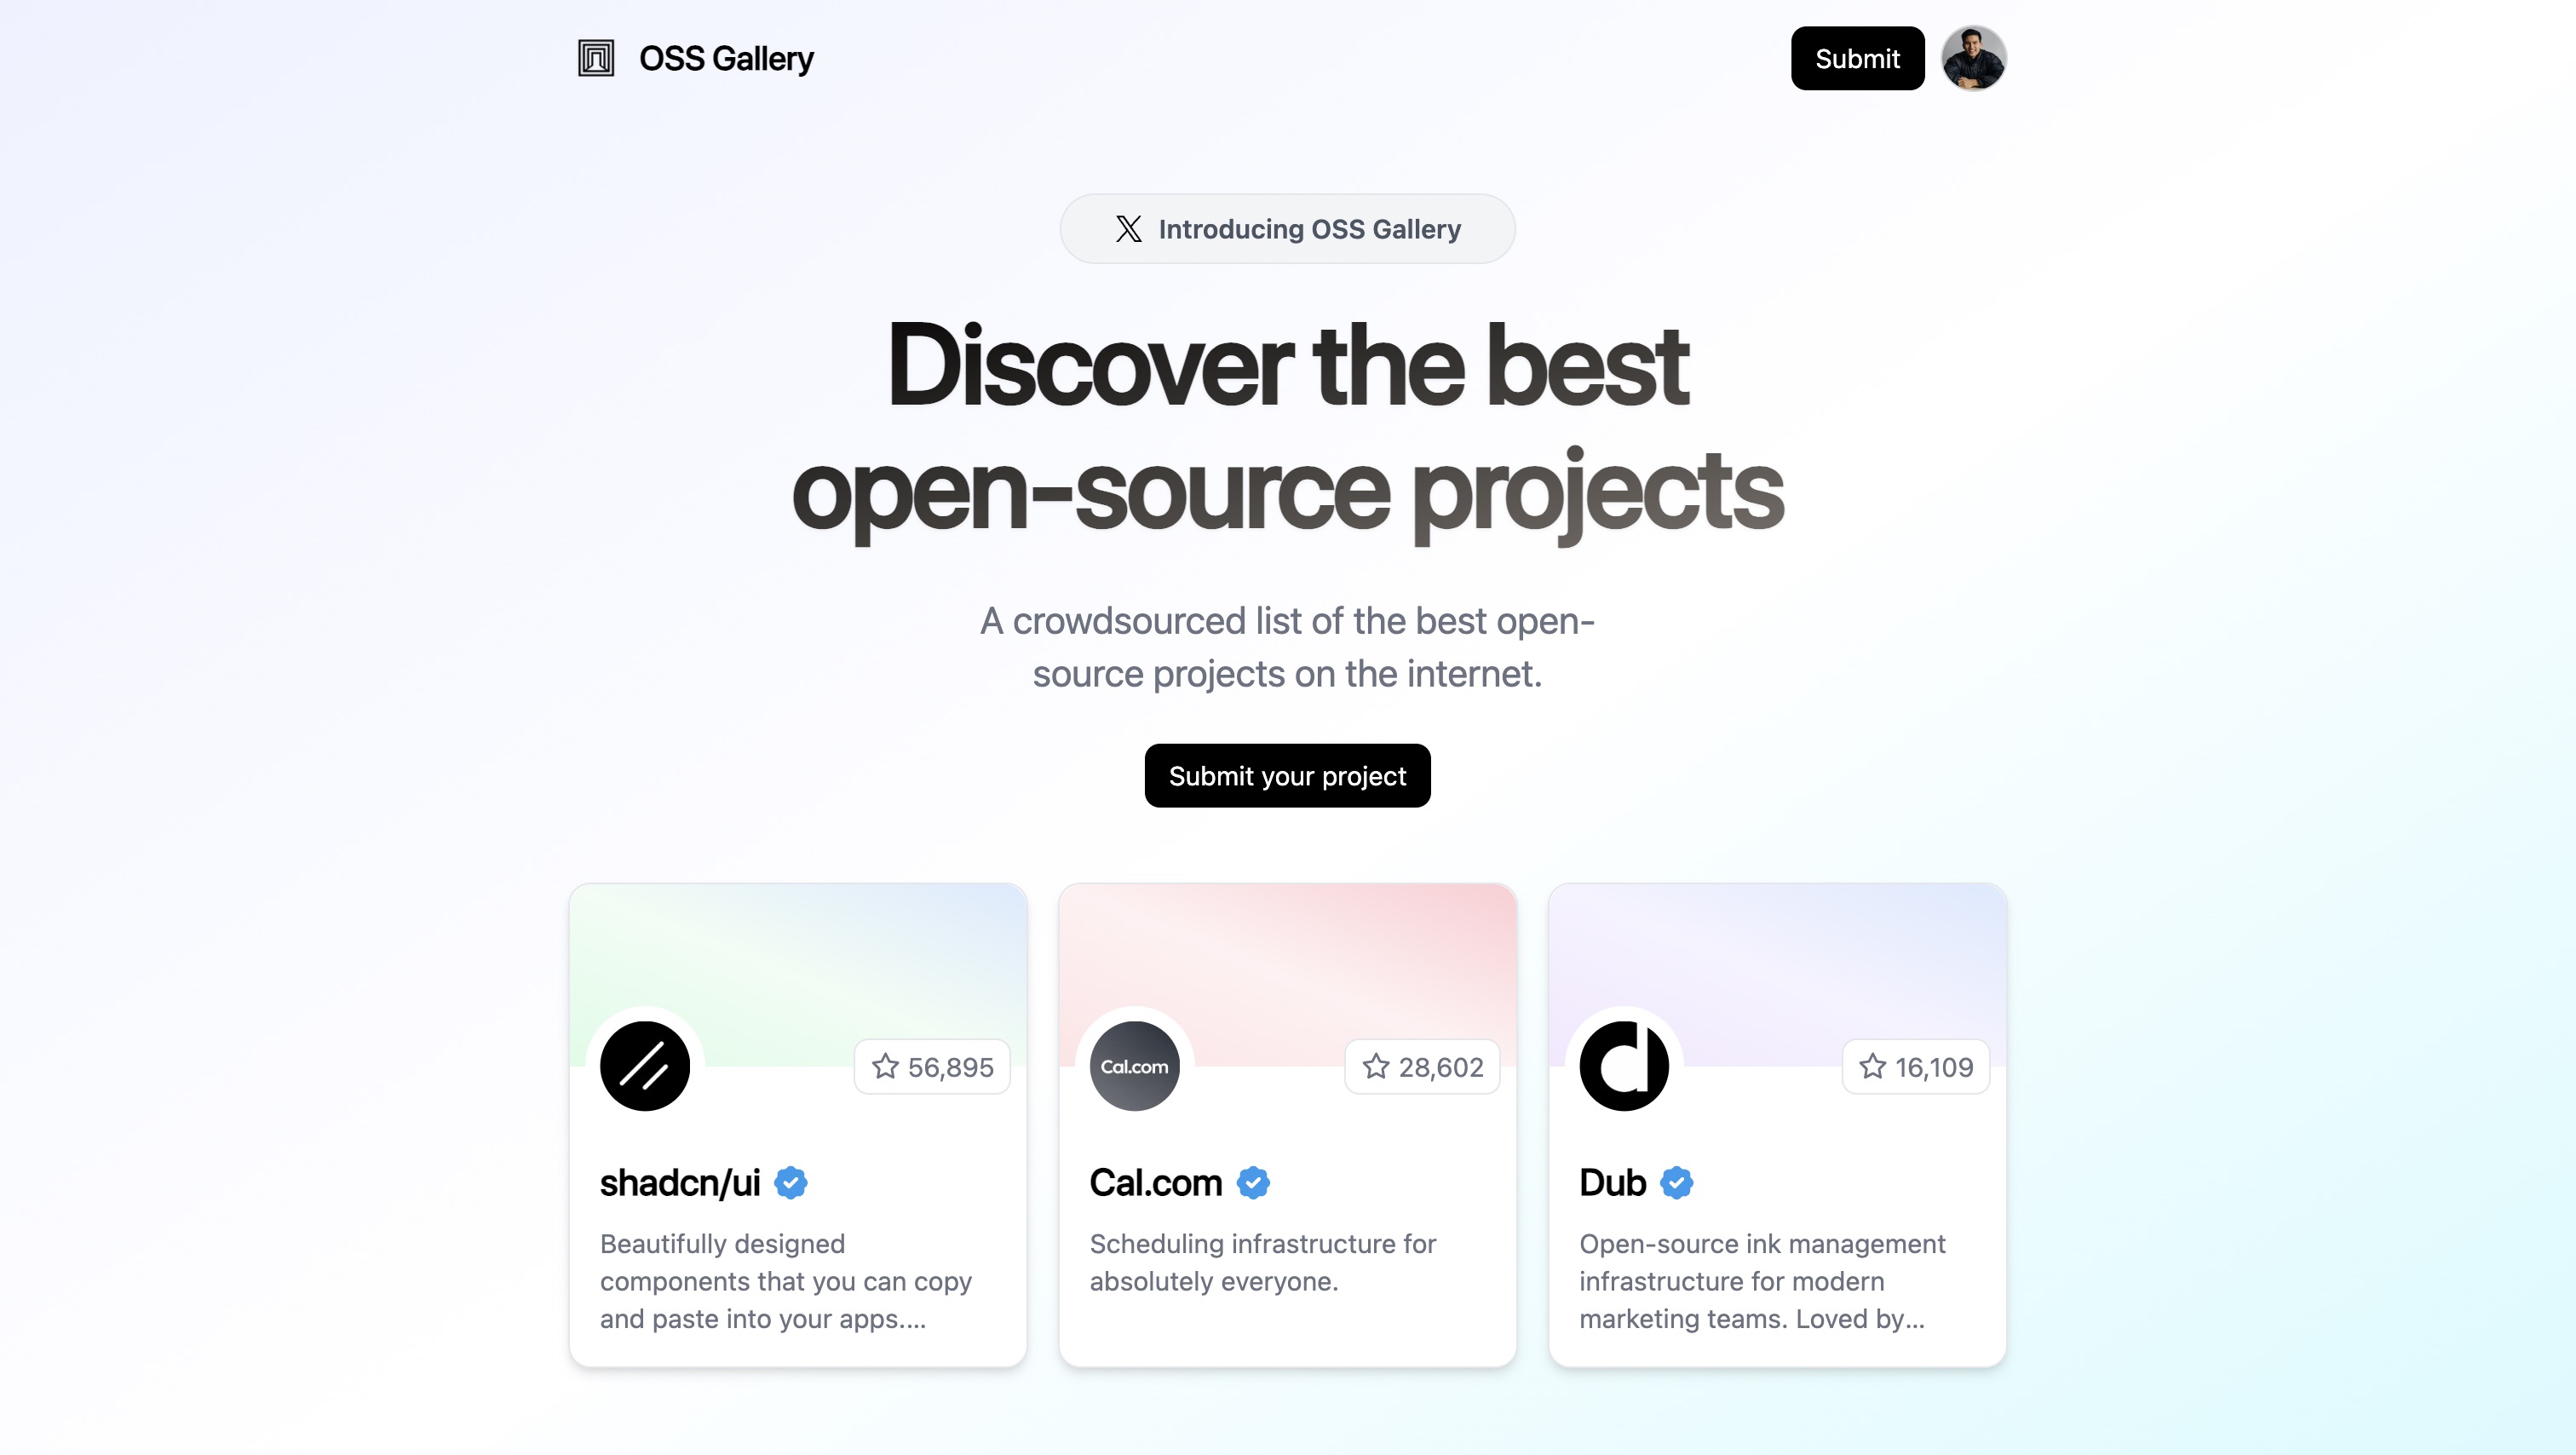 OSS Gallery
Submit
Introducing OSS Gallery
Discover the best
open-source projects
A crowdsourced list of the best open-
source projects on the internet.
Submit your project
56,895
Cal.com
28,602
16,109
shadcn/ui
Cal.com
Dub
Beautifully designed
components that you can copy
and paste into your apps....
Scheduling infrastructure for
absolutely everyone.
Open-source ink management
infrastructure for modern
marketing teams. Loved by...